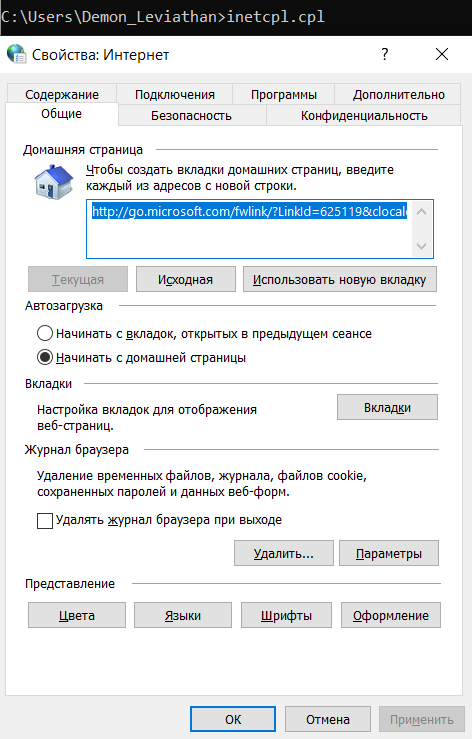 C:\Users\Demon_Leviathan>inetcpl.cpl
Свойства: Интернет
Содержание Подключения Программы Дополнительно
Общие Безопасность Конфиденциальность
Домашняя страница
Чтобы создать вкладки домашних страниц, введите
каждый из адресов с новой строки.
http://go.microsoft.com/fwlink/?LinkId=625119&clocale
Текущая Исходная Использовать новую вкладку
Автозагрузка
Начинать с вкладок, открытых в предыдущем сеансе
Начинать с домашней страницы
Вкладки
Настройка вкладок для отображения
веб-страниц.
Вкладки
Журнал браузера
Удаление временных файлов, журнала, файлов cookie,
сохраненных паролей и данных веб-форм.
Удалять журнал браузера при выходе
Удалить... Параметры
Представление
Цвета Языки Шрифты Оформление
ОК Отмена Применить